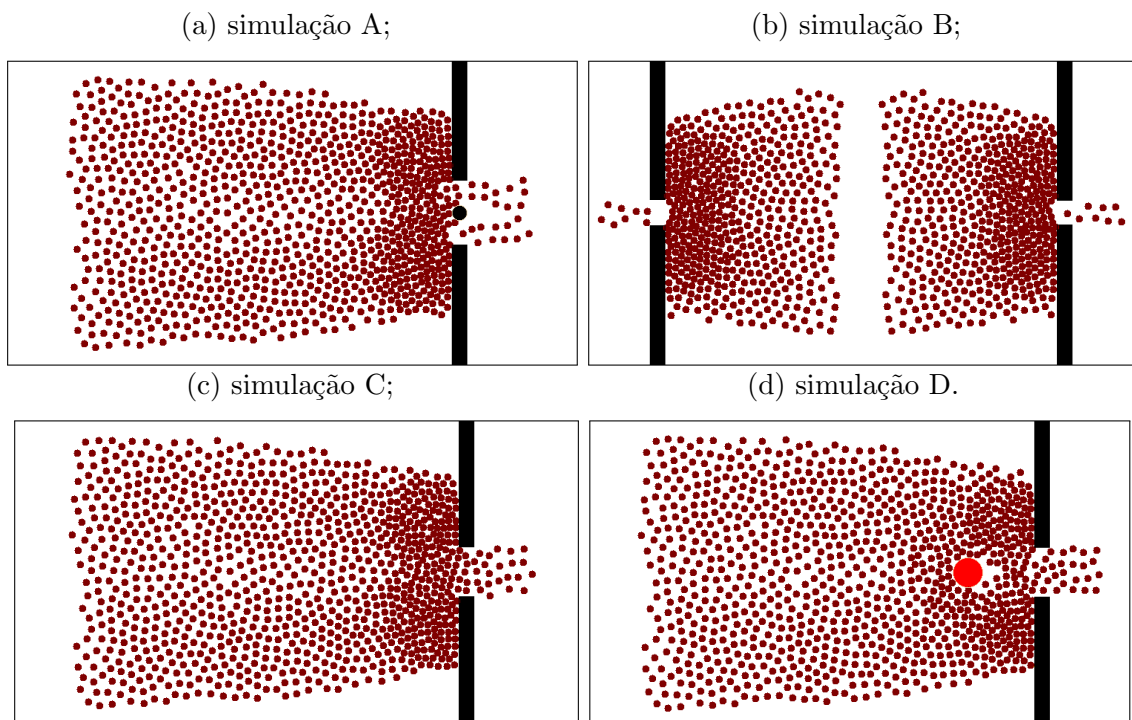 (a) simulação A;
(b) simulação B;
(c) simulação C;
(d) simulação D.